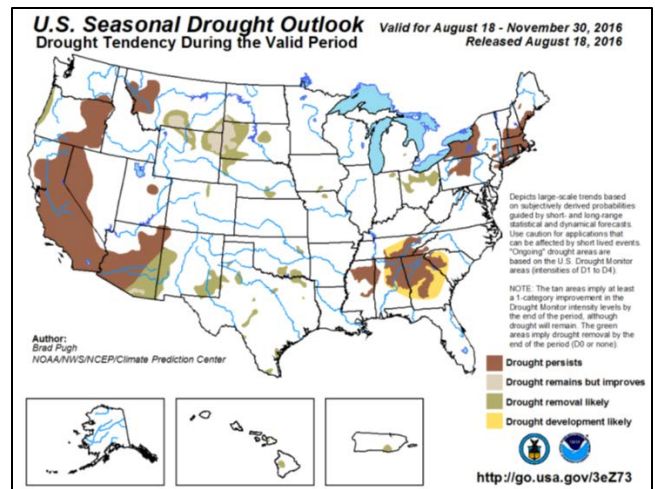 U.S. Seasonal Drought Outlook
Drought Tendency During the Valid Period
Valid for August 18 - November 30, 2016
Released August 18, 2016
Depicts large-scale trends based
on subjectively derived probabilities
guided by short- and long-range
statistical and dynamical forecasts.
Use caution for applications that
can be affected by short lived events.
"Ongoing" drought areas are
based on the U.S. Drought Monitor
areas (intensities of D1 to D4).
NOTE: The tan areas imply at least
a 1-category improvement in the
Drought Monitor intensity levels by
the end of the period, although
drought will remain. The green
areas imply drought removal by the
end of the period (D0 or none).
Author:
Brad Pugh
NOAA/NWS/NCEP/Climate Prediction Center
Drought persists
Drought remains but improves
Drought removal likely
Drought development likely
http://go.usa.gov/3eZ73